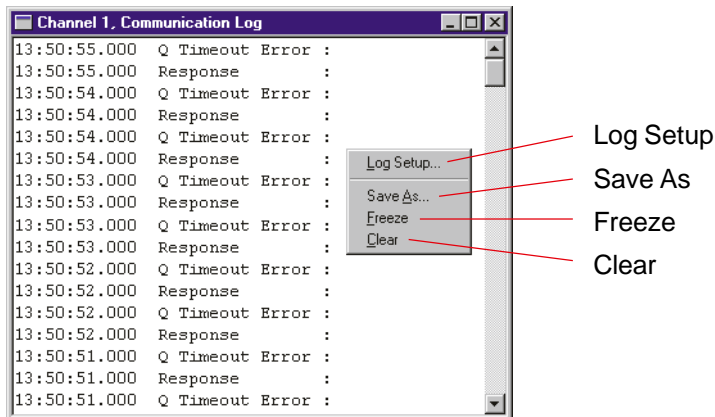 Channel 1, Communication Log
13:50:55.000 Q Timeout Error :
13:50:55.000 Response :
13:50:54.000 Q Timeout Error :
13:50:54.000 Response :
13:50:54.000 Q Timeout Error :
13:50:54.000 Response :
13:50:53.000 Q Timeout Error :
13:50:53.000 Response :
13:50:53.000 Q Timeout Error :
13:50:53.000 Response :
13:50:52.000 Q Timeout Error :
13:50:52.000 Response :
13:50:52.000 Q Timeout Error :
13:50:52.000 Response :
13:50:51.000 Q Timeout Error :
13:50:51.000 Response :
13:50:51.000 Q Timeout Error :
Log Setup...
Save As...
Freeze
Clear
Log Setup
Save As
Freeze
Clear